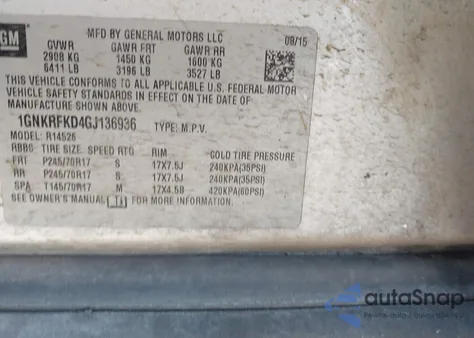 GM
MFD BY GENERAL MOTORS LLC
09/15
GVWR GAWR FRT GAWR RR
2908 KG 1450 KG 1600 KG
6411 LB 3196 LB 3527 LB
THIS VEHICLE CONFORMS TO ALL APPLICABLE U.S. FEDERAL MOTOR
VEHICLE SAFETY STANDARDS IN EFFECT ON THE DATE OF
MANUFACTURE SHOWN ABOVE.
1GNKRFKD4GJ136936 TYPE: M.P.V.
MODEL: R14526
RBBG TIRE SIZE SPEED RTG RIM COLD TIRE PRESSURE
FRT P245/70R17 S 17X7.5J 240KPA(35PSI)
RR P245/70R17 S 17X7.5J 240KPA(35PSI)
SPA T145/70R17 M 17X4.5B 420KPA(60PSI)
SEE OWNER'S MANUAL FOR MORE INFORMATION.
autoSnap